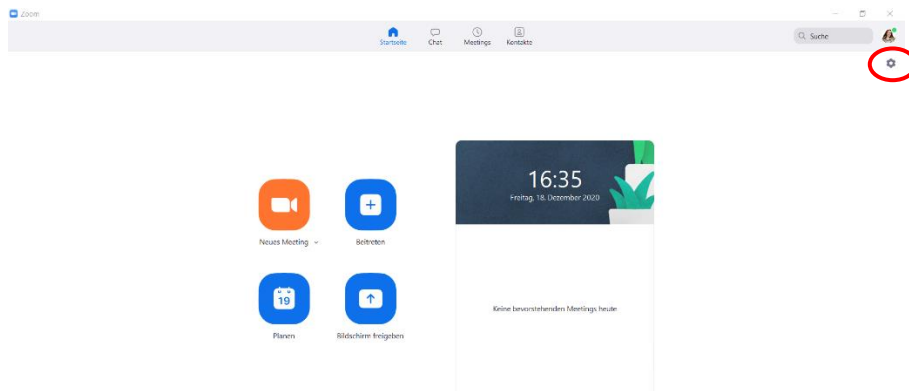 Zoom
Startseite
Chat
Meetings
Kontakte
Suche
16:35
Freitag, 18. Dezember 2020
Neues Meeting
Beitreten
19
Planen
Bildschirm freigeben
Keine bevorstehenden Meetings heute